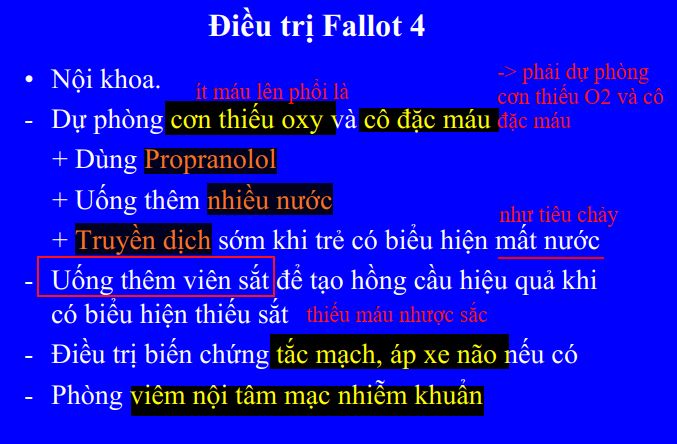 Điều trị Fallot 4
• Nội khoa.
ít máu lên phổi là
-> phải dự phòng
cơn thiếu O2 và cô
đặc máu
- Dự phòng cơn thiếu oxy và cô đặc máu
+ Dùng Propranolol
+ Uống thêm nhiều nước
như tiêu chảy
+ Truyền dịch sớm khi trẻ có biểu hiện mất nước
- Uống thêm viên sắt để tạo hồng cầu hiệu quả khi
có biểu hiện thiếu sắt thiếu máu nhược sắc
- Điều trị biến chứng tắc mạch, áp xe não nếu có
- Phòng viêm nội tâm mạc nhiễm khuẩn